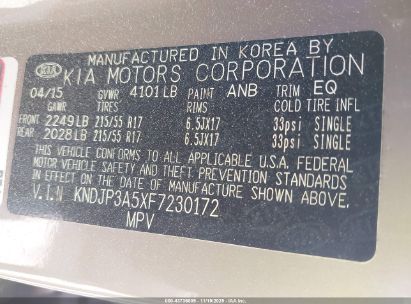 MANUFACTURED IN KOREA BY
KIA KIA MOTORS CORPORATION
04/15 GVWR 4101LB PAINT ANB TRIM EQ
GAWR TIRES RIMS COLD TIRE INFL
FRONT 2249LB 215/55 R17 6.5JX17 33psi SINGLE
REAR 2028LB 215/55 R17 6.5JX17 33psi SINGLE
THIS VEHICLE CONFORMS TO ALL APPLICABLE U.S.A. FEDERAL
MOTOR VEHICLE SAFETY AND THEFT PREVENTION STANDARDS
IN EFFECT ON THE DATE OF MANUFACTURE SHOWN ABOVE.
V.I.N KNDJP3A5XF7230172
MPV